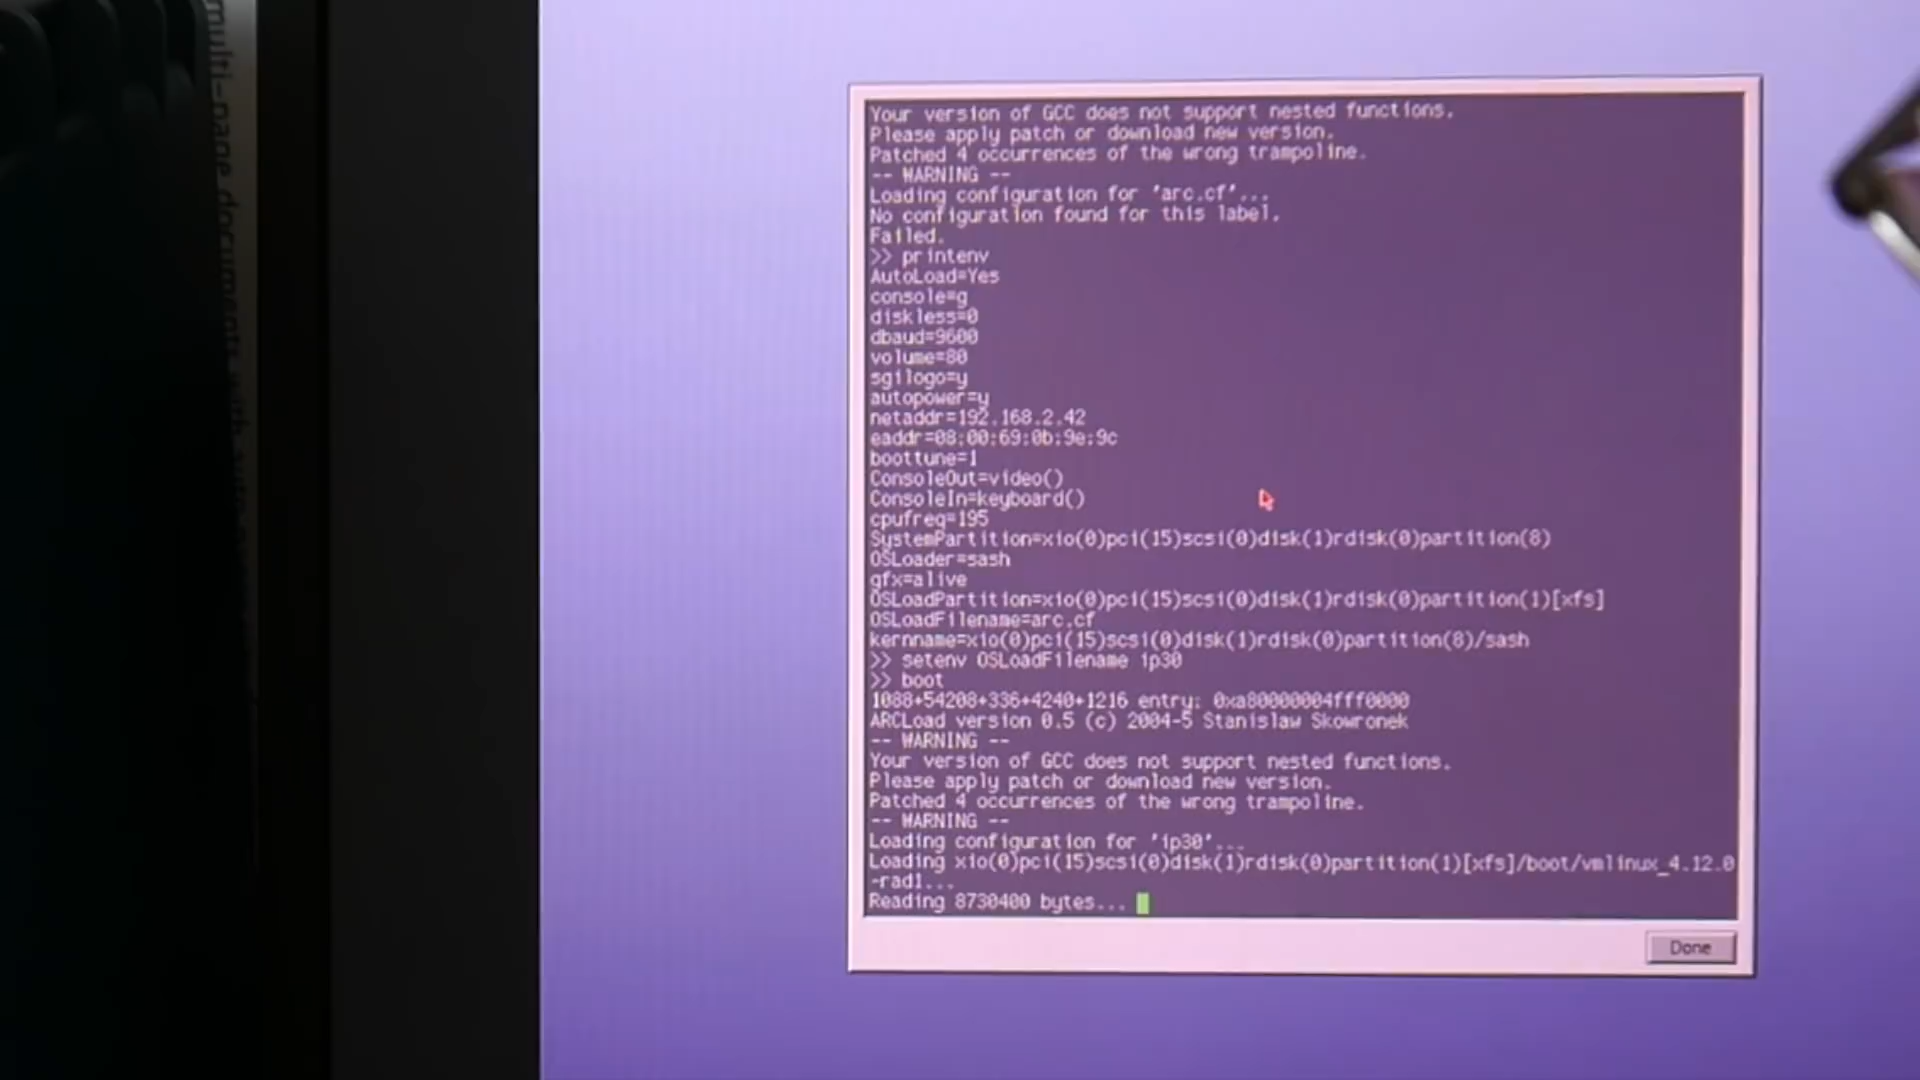 multi-page documents with
Your version of GCC does not support nested functions.
Please apply patch or download new version.
Patched 4 occurrences of the wrong trampoline.
-- WARNING --
Loading configuration for 'arc.cf'...
No configuration found for this label.
Failed.
>> printenv
AutoLoad=Yes
console=g
diskless=0
dbaud=9600
volume=80
sgilogo=y
autopower=y
netaddr=192.168.2.42
eaddr=08:00:69:0b:9e:9c
boottune=1
ConsoleOut=video()
ConsoleIn=keyboard()
cpufreq=195
SystemPartition=xio(0)pci(15)scsi(0)disk(1)rdisk(0)partition(8)
OSLoader=sash
gfx=alive
OSLoadPartition=xio(0)pci(15)scsi(0)disk(1)rdisk(0)partition(1)[xfs]
OSLoadFilename=arc.cf
kernname=xio(0)pci(15)scsi(0)disk(1)rdisk(0)partition(8)/sash
>> setenv OSLoadFilename ip30
>> boot
1088+54208+336+4240+1216 entry: 0xa80000004fff0000
ARCLoad version 0.5 (c) 2004-5 Stanislaw Skowronek
-- WARNING --
Your version of GCC does not support nested functions.
Please apply patch or download new version.
Patched 4 occurrences of the wrong trampoline.
-- WARNING --
Loading configuration for 'ip30'...
Loading xio(0)pci(15)scsi(0)disk(1)rdisk(0)partition(1)[xfs]/boot/vmlinux_4.12.0
-rad1...
Reading 8730400 bytes...
Done